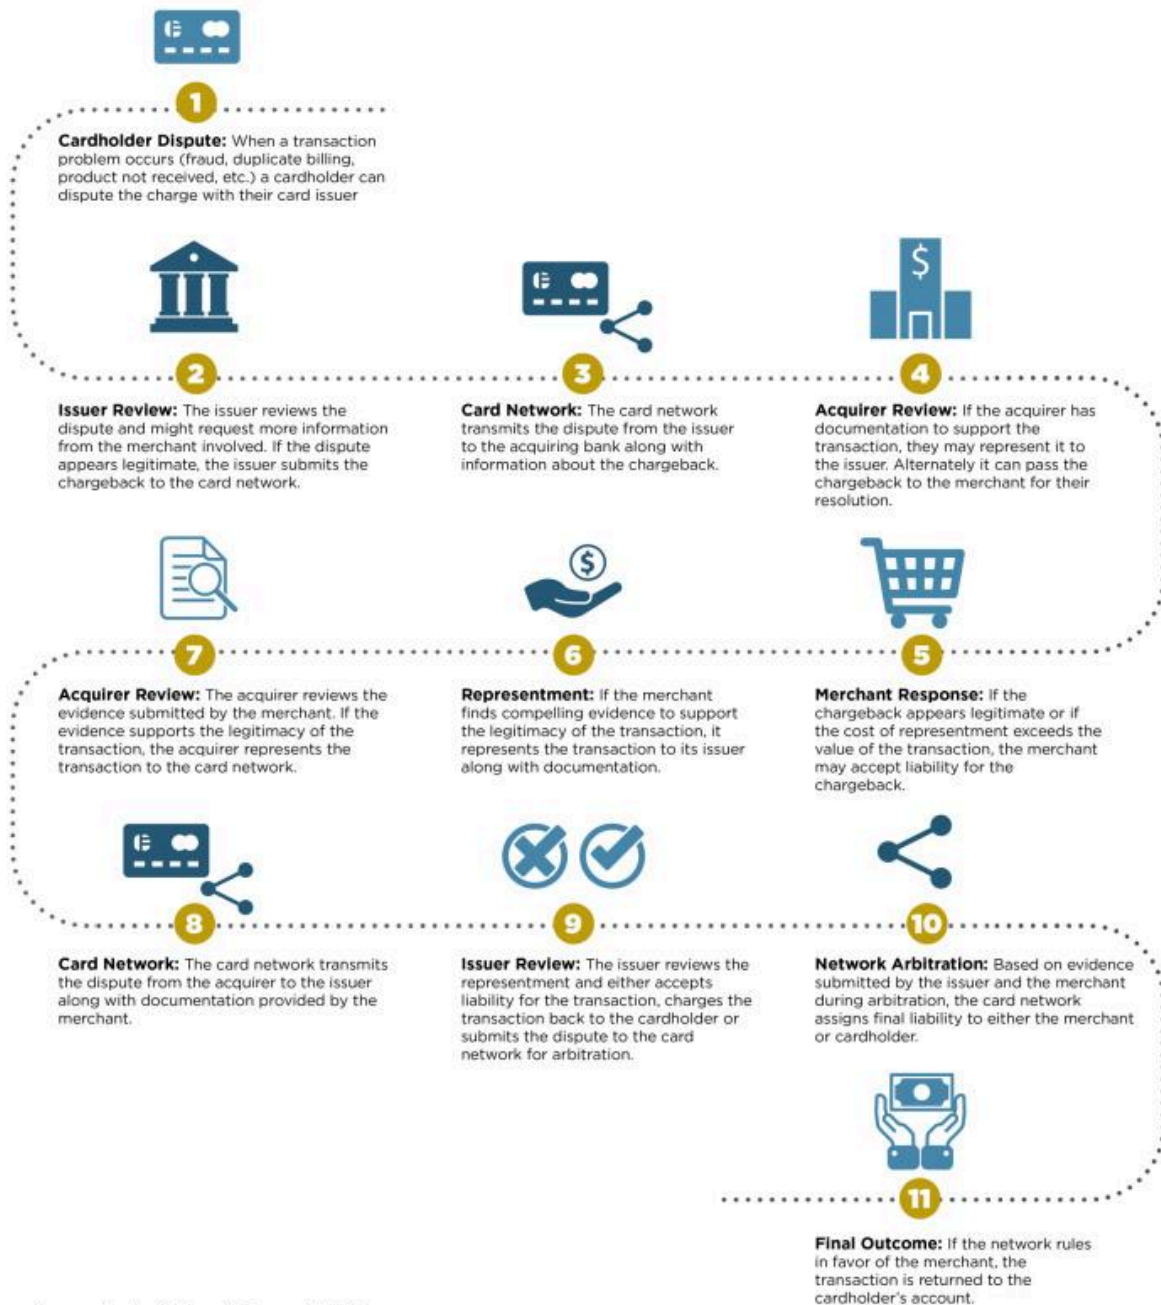 1
Cardholder Dispute: When a transaction
problem occurs (fraud, duplicate billing,
product not received, etc.) a cardholder can
dispute the charge with their card issuer
2
Issuer Review: The issuer reviews the
dispute and might request more information
from the merchant involved. If the dispute
appears legitimate, the issuer submits the
chargeback to the card network.
3
Card Network: The card network
transmits the dispute from the issuer
to the acquiring bank along with
information about the chargeback.
$
4
Acquirer Review: If the acquirer has
documentation to support the
transaction, they may represent it to
the issuer. Alternately it can pass the
chargeback to the merchant for their
resolution.
5
Merchant Response: If the
chargeback appears legitimate or if
the cost of representment exceeds the
value of the transaction, the merchant
may accept liability for the
chargeback.
$
6
Representment: If the merchant
finds compelling evidence to support
the legitimacy of the transaction, it
represents the transaction to its issuer
along with documentation.
7
Acquirer Review: The acquirer reviews the
evidence submitted by the merchant. If the
evidence supports the legitimacy of the
transaction, the acquirer represents the
transaction to the card network.
8
Card Network: The card network transmits
the dispute from the acquirer to the issuer
along with documentation provided by the
merchant.
9
Issuer Review: The issuer reviews the
representment and either accepts
liability for the transaction, charges the
transaction back to the cardholder or
submits the dispute to the card
network for arbitration.
10
Network Arbitration: Based on evidence
submitted by the issuer and the merchant
during arbitration, the card network
assigns final liability to either the merchant
or cardholder.
11
Final Outcome: If the network rules
in favor of the merchant, the
transaction is returned to the
cardholder's account.